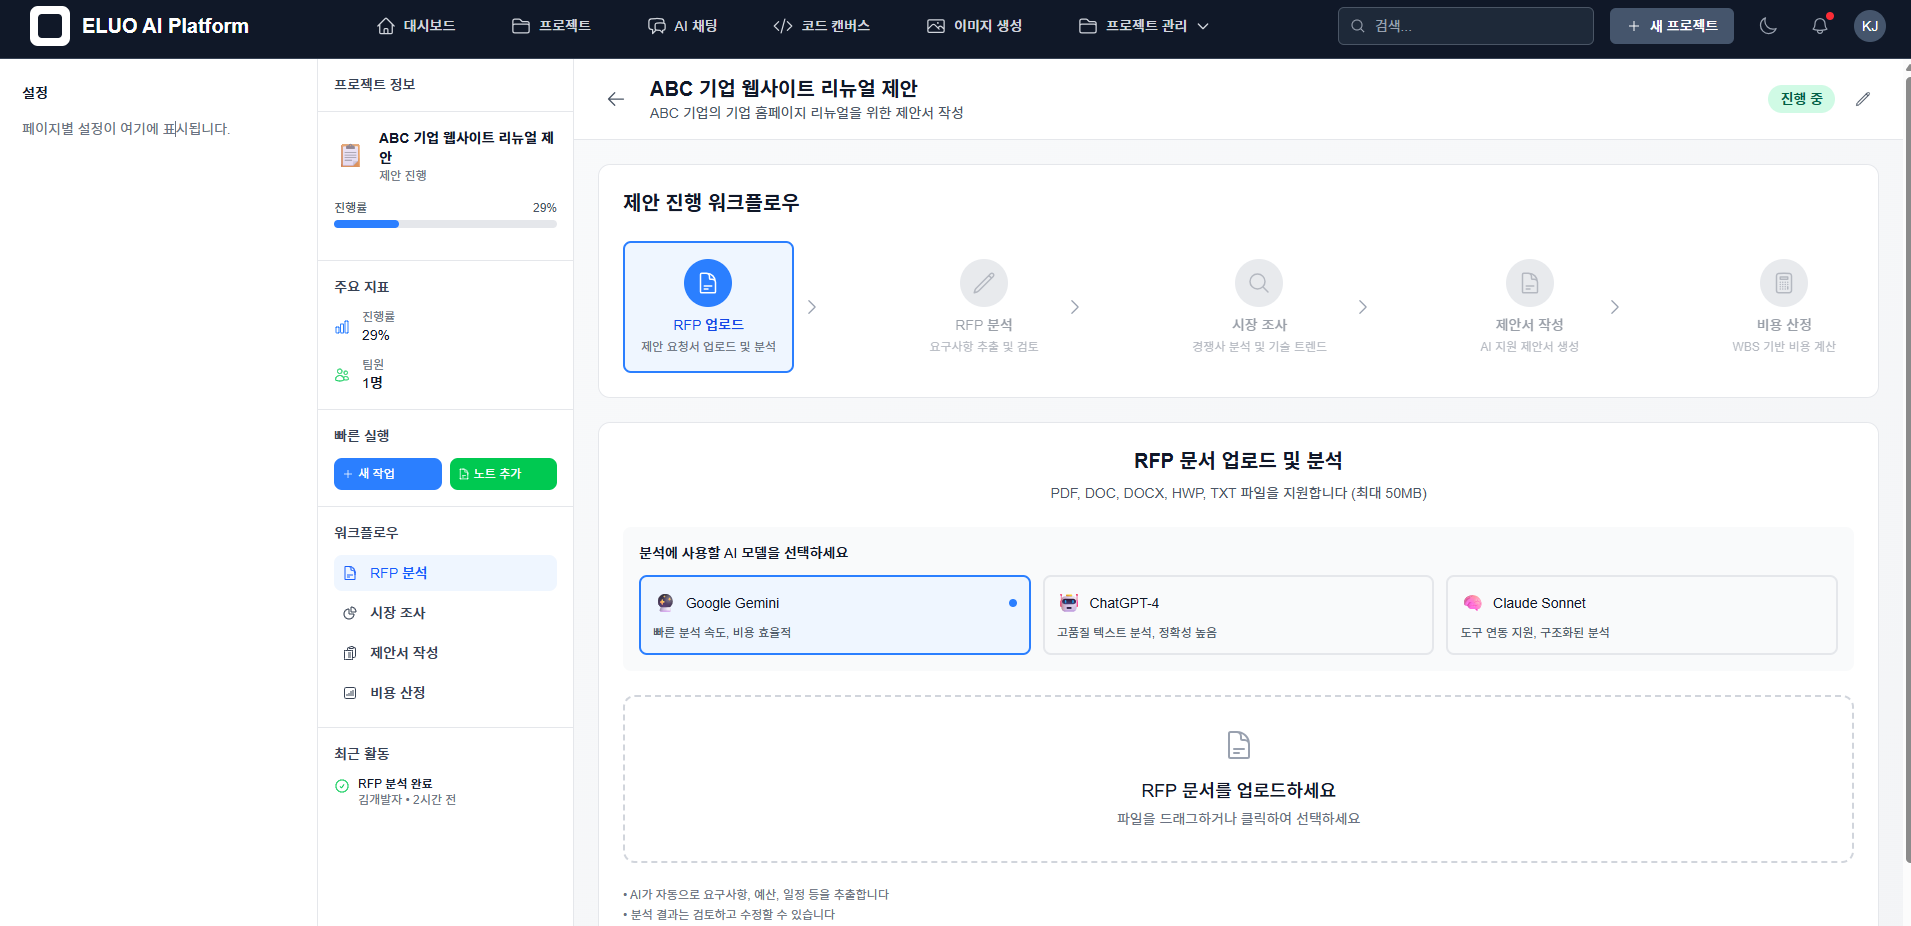 ELUO AI Platform
대시보드
프로젝트
AI 채팅
코드 캔버스
이미지 생성
프로젝트 관리
검색...
새 프로젝트
KJ
설정
페이지별 설정이 여기에 표시됩니다.
프로젝트 정보
ABC 기업 웹사이트 리뉴얼 제
안
제안 진행
진행률
29%
주요 지표
진행률
29%
팀원
1명
빠른 실행
+ 새 작업
노트 추가
워크플로우
RFP 분석
시장 조사
제안서 작성
비용 산정
최근 활동
RFP 분석 완료
김개발자 • 2시간 전
ABC 기업 웹사이트 리뉴얼 제안
ABC 기업의 기업 홈페이지 리뉴얼을 위한 제안서 작성
진행 중
제안 진행 워크플로우
RFP 업로드
제안 요청서 업로드 및 분석
RFP 분석
요구사항 추출 및 검토
시장 조사
경쟁사 분석 및 기술 트렌드
제안서 작성
AI 지원 제안서 생성
비용 산정
WBS 기반 비용 계산
RFP 문서 업로드 및 분석
PDF, DOC, DOCX, HWP, TXT 파일을 지원합니다 (최대 50MB)
분석에 사용할 AI 모델을 선택하세요
Google Gemini
빠른 분석 속도, 비용 효율적
ChatGPT-4
고품질 텍스트 분석, 정확성 높음
Claude Sonnet
도구 연동 지원, 구조화된 분석
RFP 문서를 업로드하세요
파일을 드래그하거나 클릭하여 선택하세요
• AI가 자동으로 요구사항, 예산, 일정 등을 추출합니다
• 분석 결과는 검토하고 수정할 수 있습니다